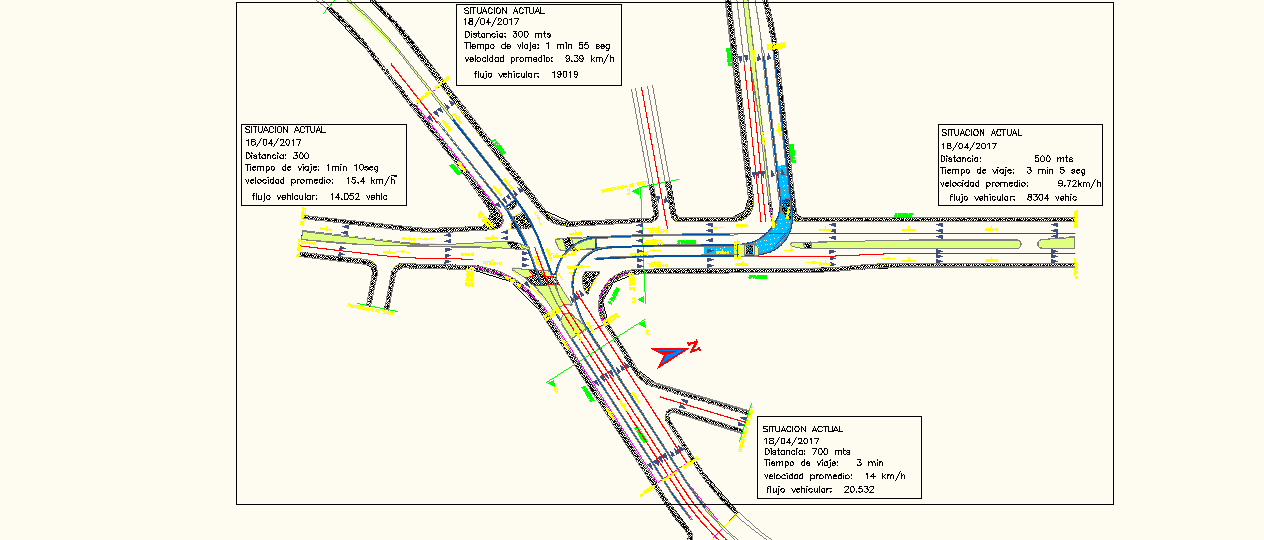 SITUACION ACTUAL
18/04/2017
Distancia: 300 mts
Tiempo de viaje: 1 min 55 seg
velocidad promedio: 9.39 km/h
flujo vehicular: 19019
SITUACION ACTUAL
18/04/2017
Distancia: 300
Tiempo de viaje: 1min 10seg
velocidad promedio: 15.4 km/h
flujo vehicular: 14.052 vehic
SITUACION ACTUAL
18/04/2017
Distancia: 500 mts
Tiempo de viaje: 3 min 5 seg
velocidad promedio: 9.72km/h
flujo vehicular: 8304 vehic
N
SITUACION ACTUAL
18/04/2017
Distancia: 700 mts
Tiempo de viaje: 3 min
velocidad promedio: 14 km/h
flujo vehicular: 20.532